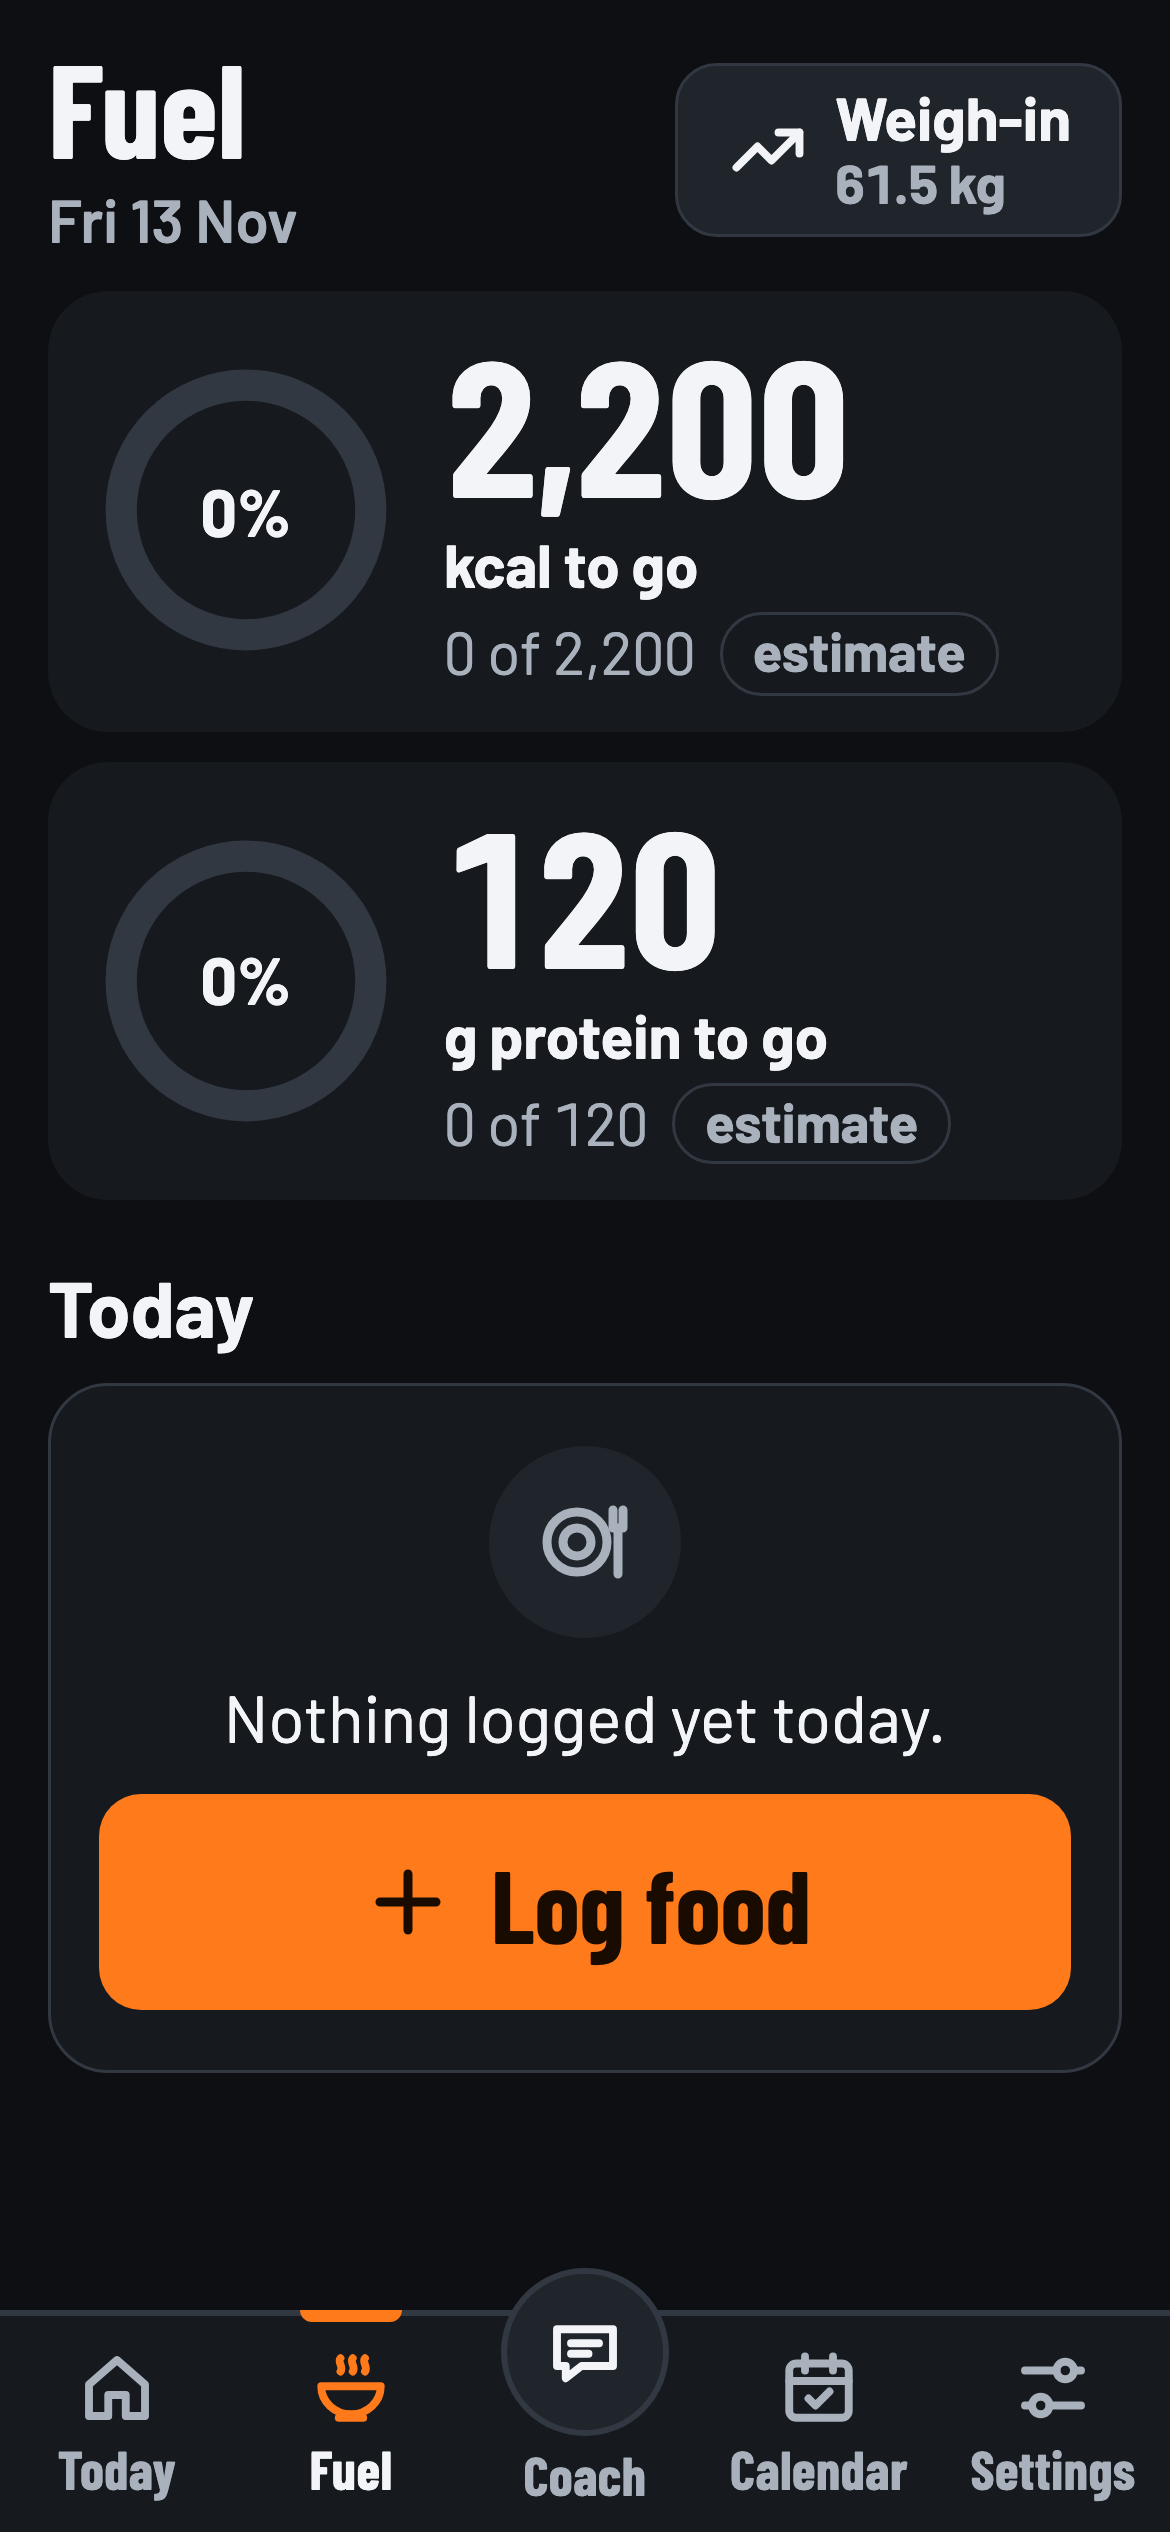 Fuel
Fri 13 Nov
Weigh-in
61.5 kg
0%
2,200
kcal to go
0 of 2,200 estimate
0%
120
g protein to go
0 of 120 estimate
Today
Nothing logged yet today.
Log food
Today Fuel Coach Calendar Settings